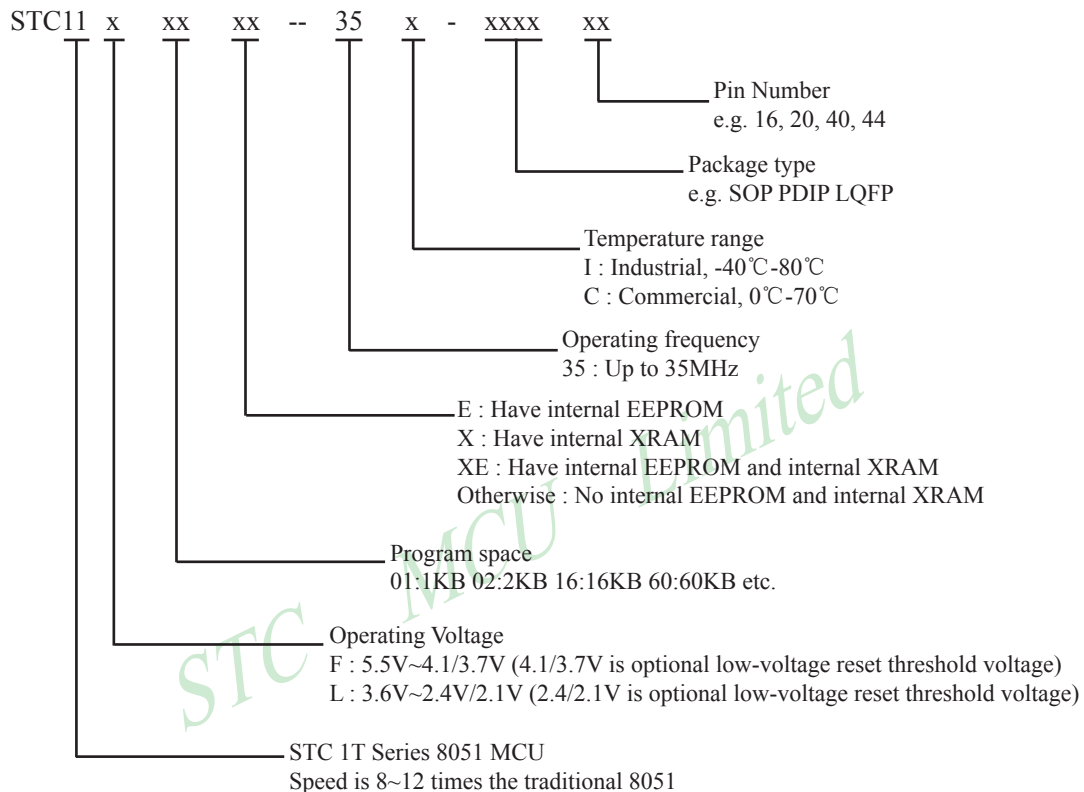 STC11 x xx xx -- 35 x - xxxx xx
Pin Number
e.g. 16, 20, 40, 44
Package type
e.g. SOP PDIP LQFP
Temperature range
I : Industrial, -40℃-80℃
C : Commercial, 0℃-70℃
Operating frequency
35 : Up to 35MHz
E : Have internal EEPROM
X : Have internal XRAM
XE : Have internal EEPROM and internal XRAM
Otherwise : No internal EEPROM and internal XRAM
Program space
01:1KB 02:2KB 16:16KB 60:60KB etc.
Operating Voltage
F : 5.5V~4.1/3.7V (4.1/3.7V is optional low-voltage reset threshold voltage)
L : 3.6V~2.4V/2.1V (2.4/2.1V is optional low-voltage reset threshold voltage)
STC 1T Series 8051 MCU
Speed is 8~12 times the traditional 8051
STC MCU Limited